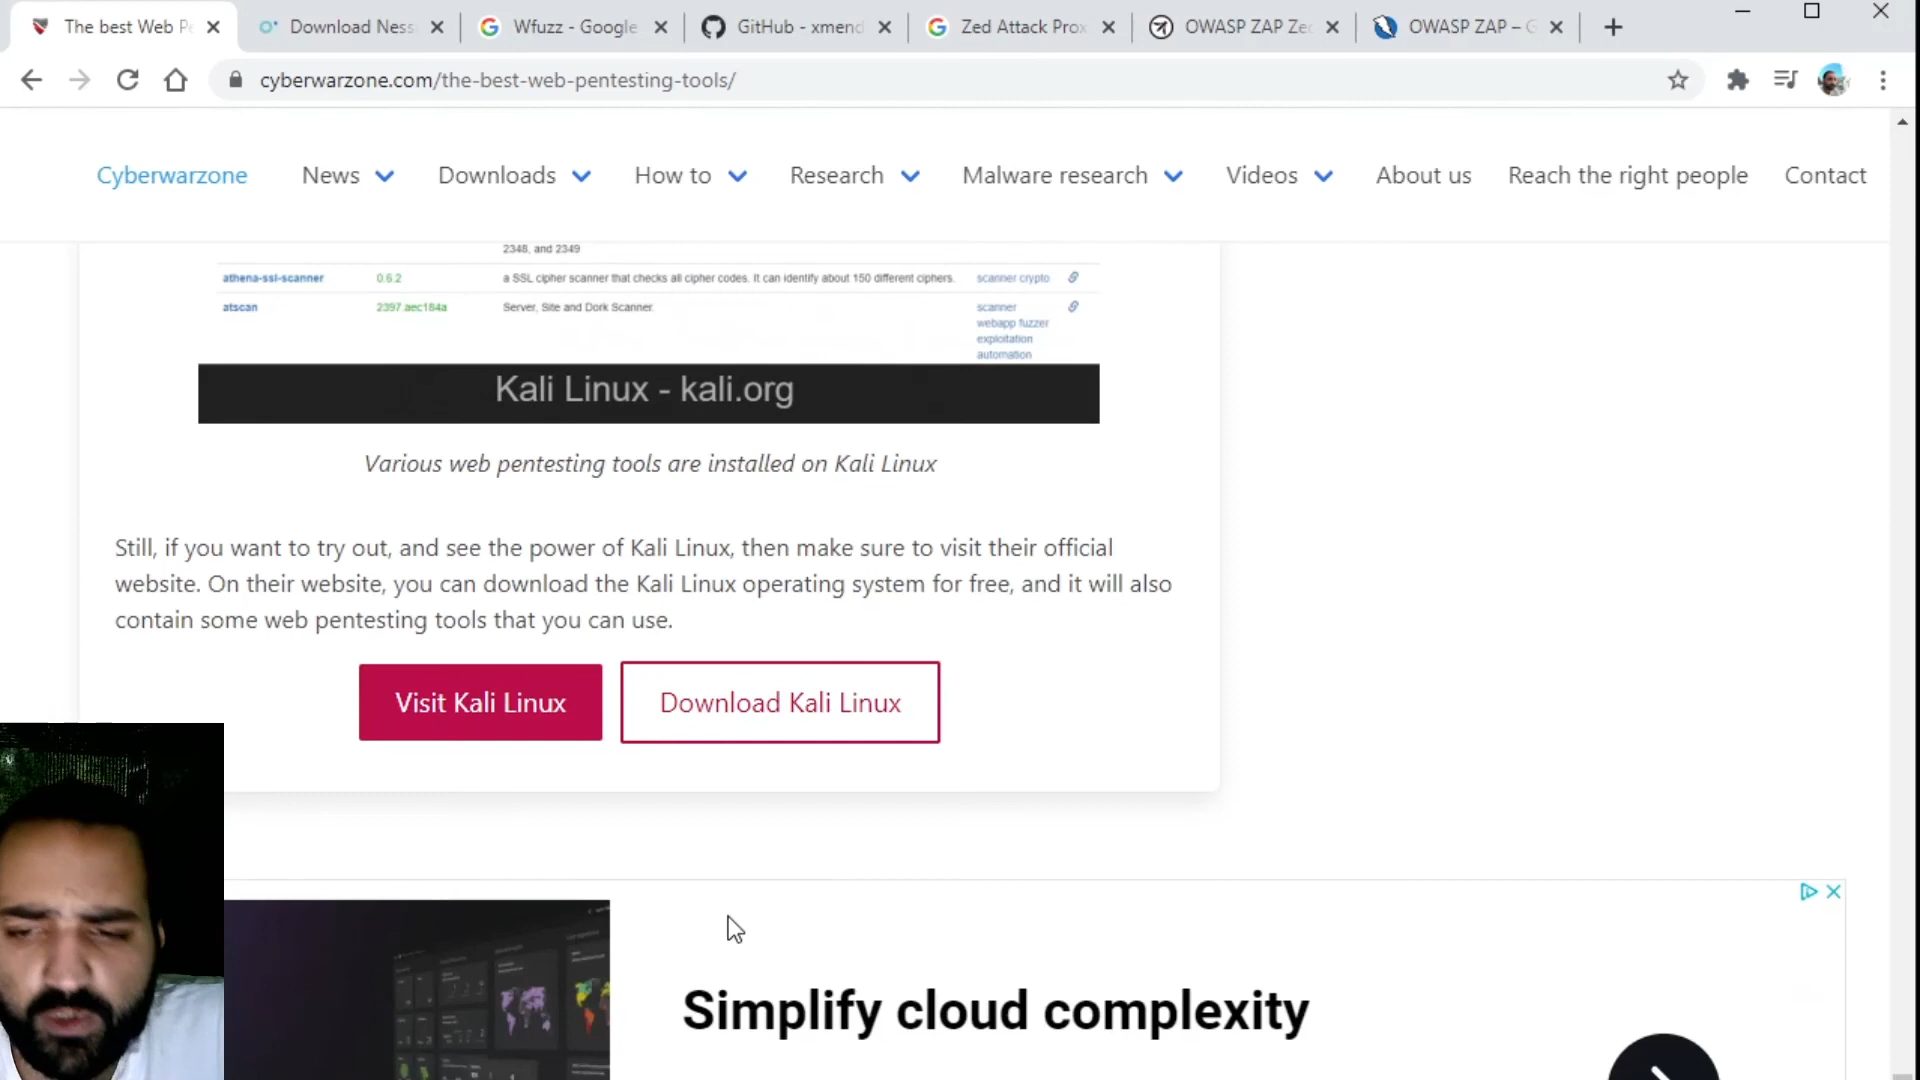 The best Web Pe
Download Ness
Wfuzz - Google
GitHub - xmend
Zed Attack Prox
OWASP ZAP Zed
OWASP ZAP – G
cyberwarzone.com/the-best-web-pentesting-tools/
Cyberwarzone News Downloads How to Research Malware research Videos About us Reach the right people Contact
2348, and 2349
athena-ssl-scanner 0.6.2 a SSL cipher scanner that checks all cipher codes. It can identify about 150 different ciphers. scanner crypto
atscan 2397.aec184a Server, Site and Dork Scanner. scanner
webapp fuzzer
exploitation
automation
Kali Linux - kali.org
Various web pentesting tools are installed on Kali Linux
Still, if you want to try out, and see the power of Kali Linux, then make sure to visit their official
website. On their website, you can download the Kali Linux operating system for free, and it will also
contain some web pentesting tools that you can use.
Visit Kali Linux Download Kali Linux
Simplify cloud complexity